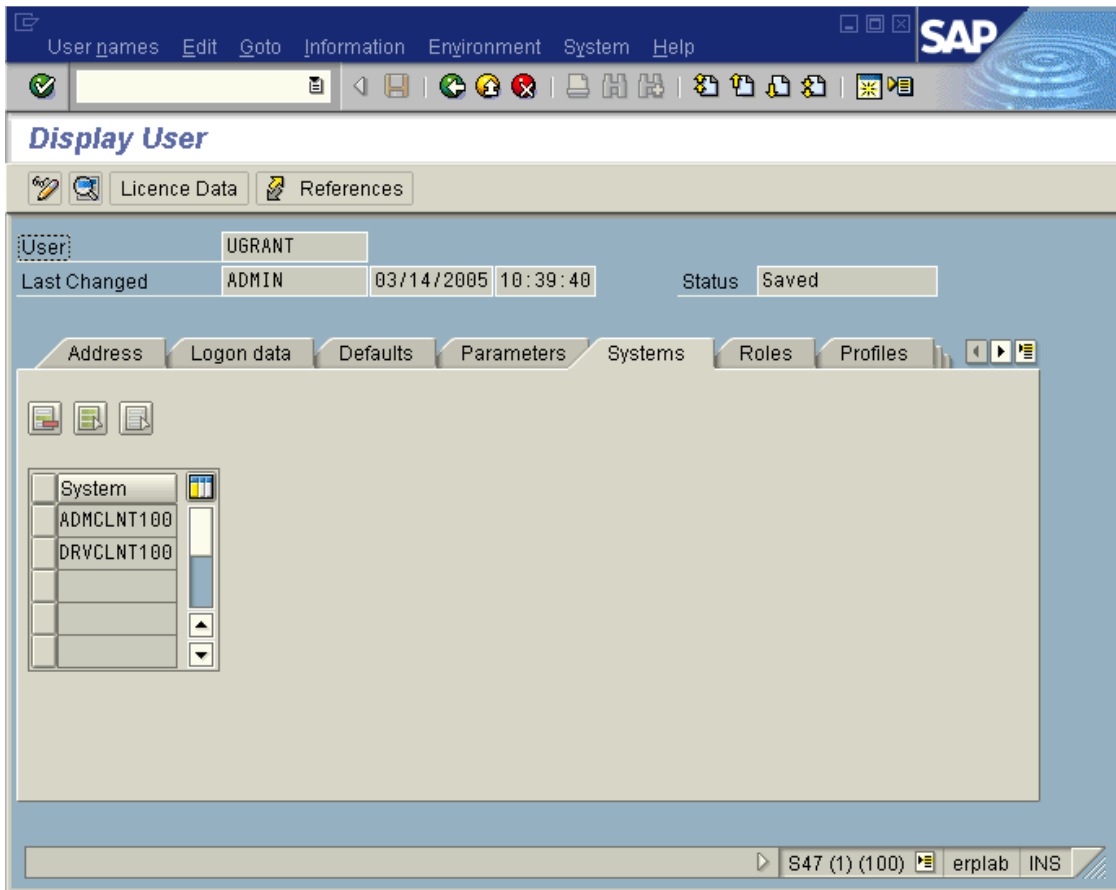 User names Edit Goto Information Environment System Help
SAP
Display User
Licence Data References
User UGRANT
Last Changed ADMIN 03/14/2005 10:39:40 Status Saved
Address Logon data Defaults Parameters Systems Roles Profiles
System
ADMCLNT100
DRVCLNT100
S47 (1) (100) erplab INS